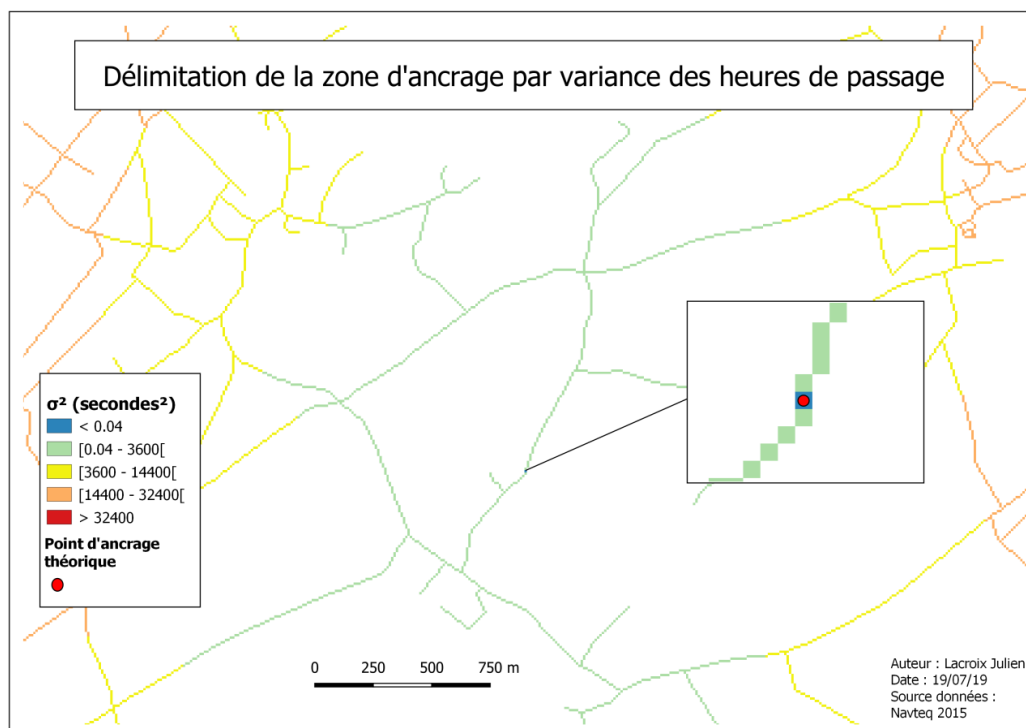 Délimitation de la zone d'ancrage par variance des heures de passage
σ² (secondes²)
< 0.04
[0.04 - 3600[
[3600 - 14400[
[14400 - 32400[
> 32400
Point d'ancrage
théorique
0 250 500 750 m
Auteur : Lacroix Julien
Date : 19/07/19
Source données :
Navteq 2015